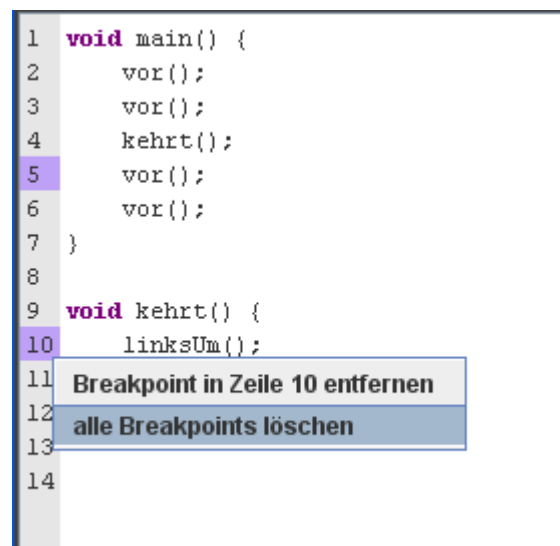 1 void main() {
2 vor();
3 vor();
4 kehrt();
5 vor();
6 vor();
7 }
8
9 void kehrt() {
10 linksUm();
11 Breakpoint in Zeile 10 entfernen
12 alle Breakpoints löschen
13
14